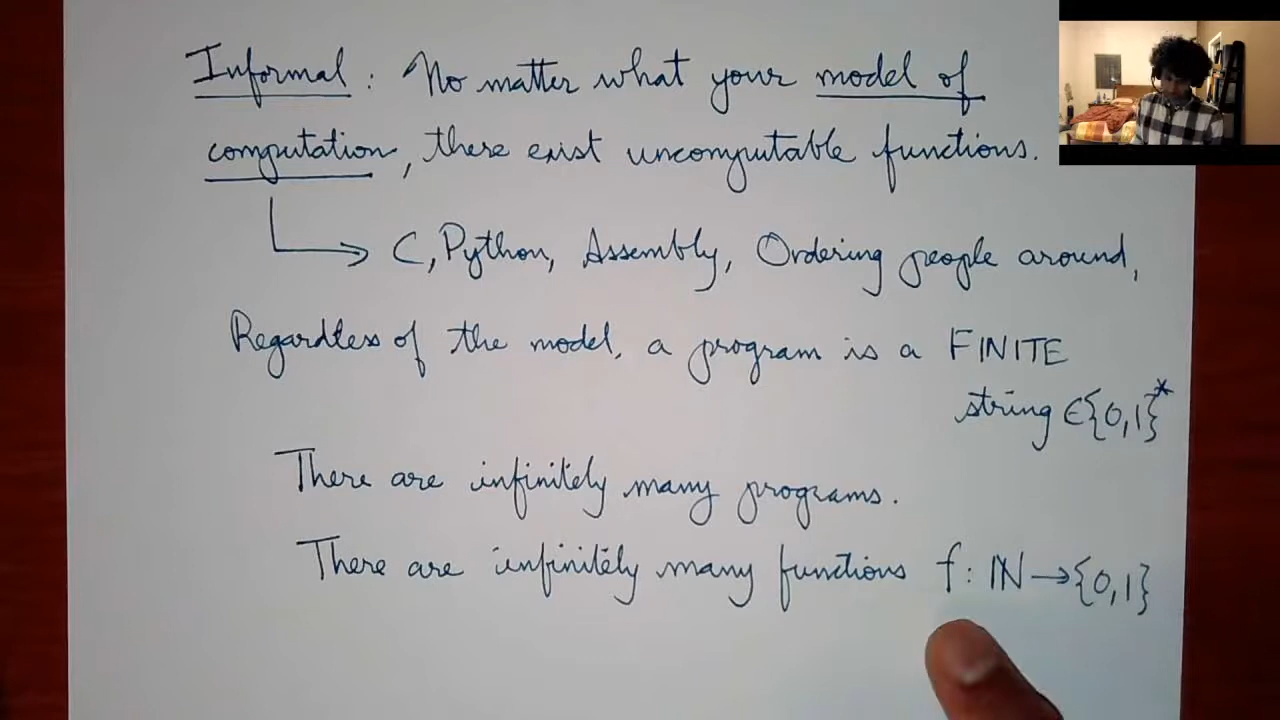 Informal: No matter what your model of
computation, there exist uncomputable functions.
→ C, Python, Assembly, Ordering people around,
Regardless of the model, a program is a FINITE
string ∈ {0,1}*
There are infinitely many programs.
There are infinitely many functions f: ℕ → {0,1}